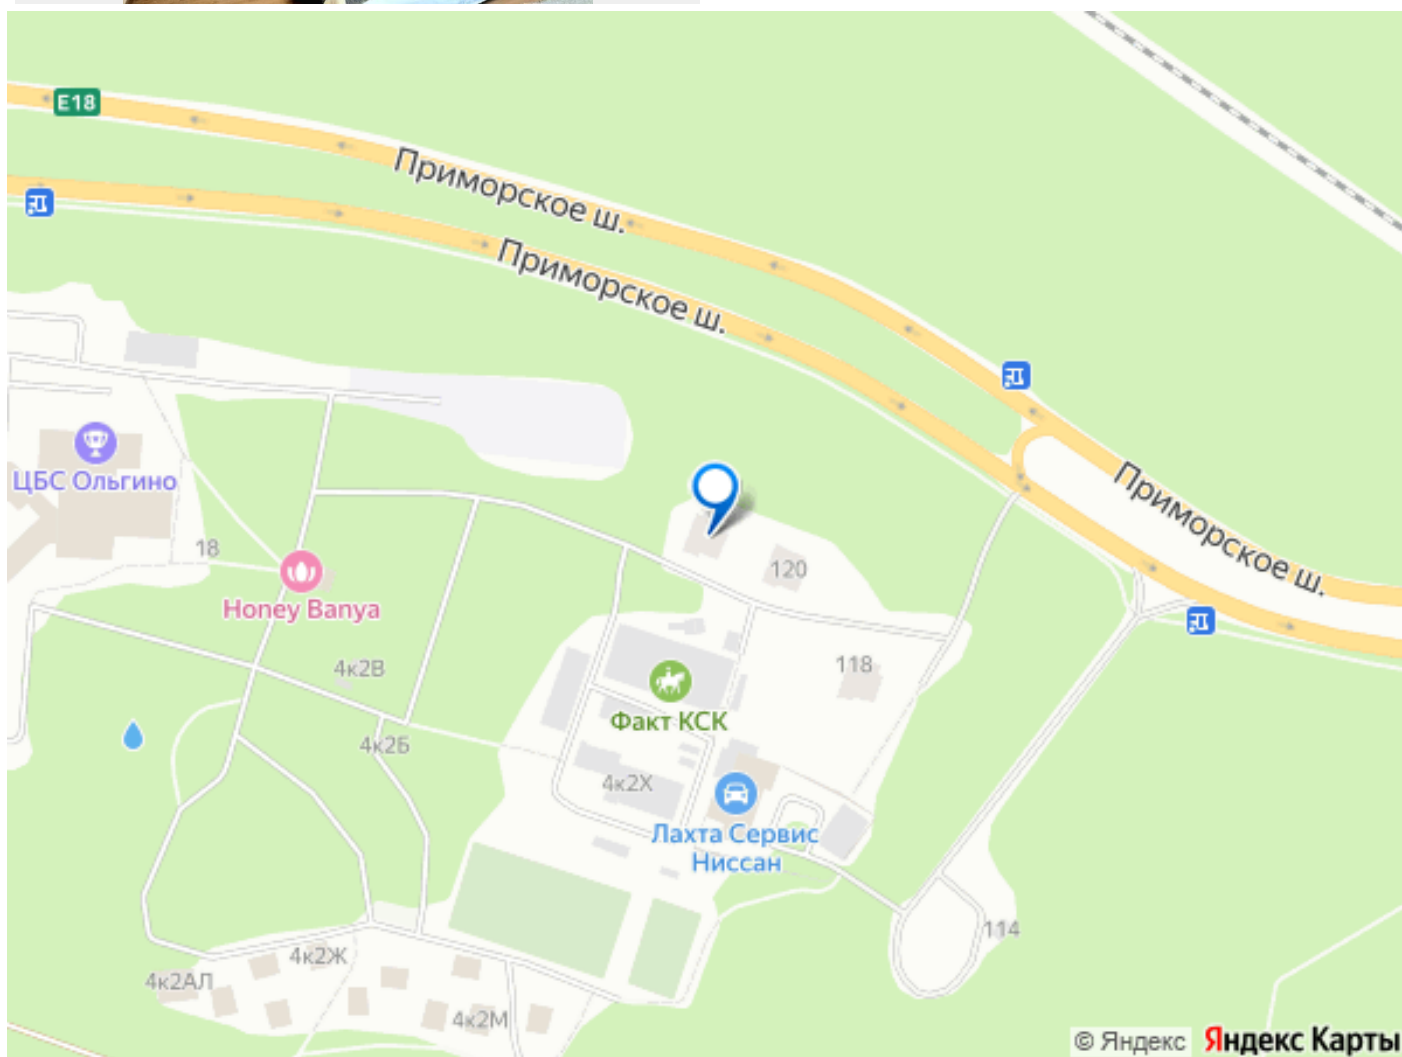 E18
Приморское ш.
Приморское ш.
ЦБС Ольгино
Приморское ш.
18
120
Honey Banya
4к2В
118
Факт КСК
4к2Б
4к2Х
Лахта Сервис
Ниссан
114
4к2Ж
4к2АЛ
4к2М
© Яндекс Яндекс Карты